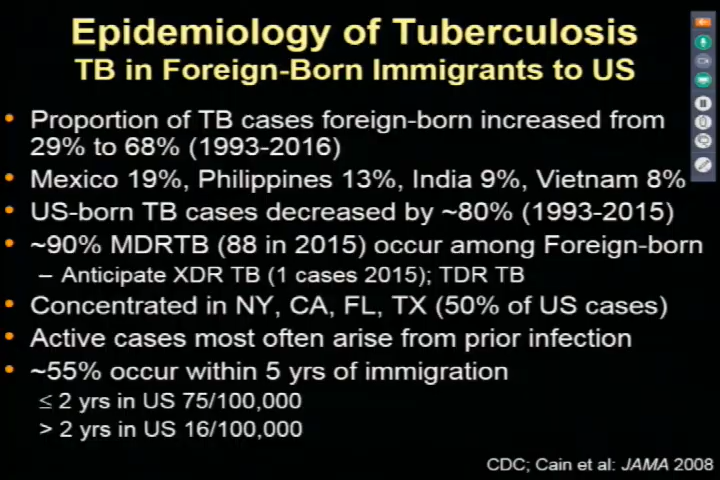 Epidemiology of Tuberculosis
TB in Foreign-Born Immigrants to US
• Proportion of TB cases foreign-born increased from
29% to 68% (1993-2016)
• Mexico 19%, Philippines 13%, India 9%, Vietnam 8%
• US-born TB cases decreased by ~80% (1993-2015)
• ~90% MDRTB (88 in 2015) occur among Foreign-born
– Anticipate XDR TB (1 cases 2015); TDR TB
• Concentrated in NY, CA, FL, TX (50% of US cases)
• Active cases most often arise from prior infection
• ~55% occur within 5 yrs of immigration
≤ 2 yrs in US 75/100,000
> 2 yrs in US 16/100,000
CDC; Cain et al: JAMA 2008